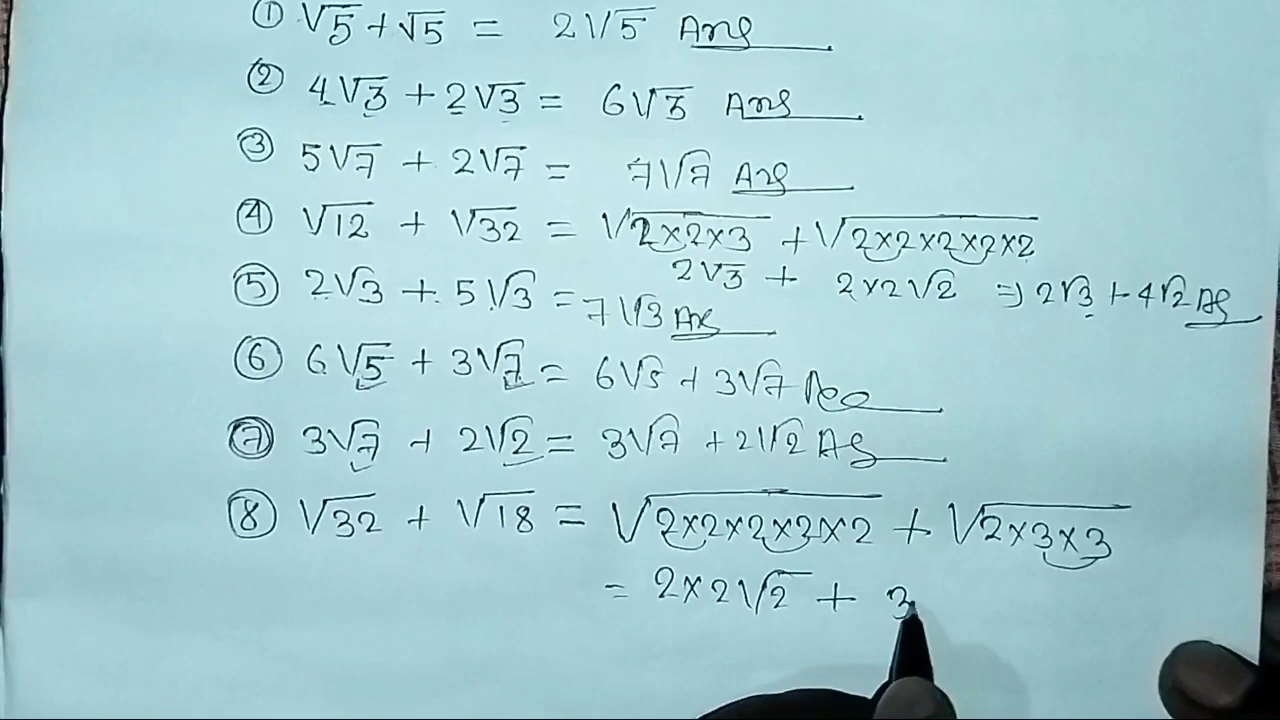 ① √5 + √5 = 2√5 Ans
② 4√3 + 2√3 = 6√3 Ans
③ 5√7 + 2√7 = 7√7 Ans
④ √12 + √32 = √2×2×3 + √2×2×2×2×2
2√3 + 2×2√2 ⇒ 2√3 + 4√2 As
⑤ 2√3 + 5√3 = 7√3 As
⑥ 6√5 + 3√7 = 6√5 + 3√7
⑦ 3√7 + 2√2 = 3√7 + 2√2 As
⑧ √32 + √18 = √2×2×2×2×2 + √2×3×3
= 2×2√2 + 3